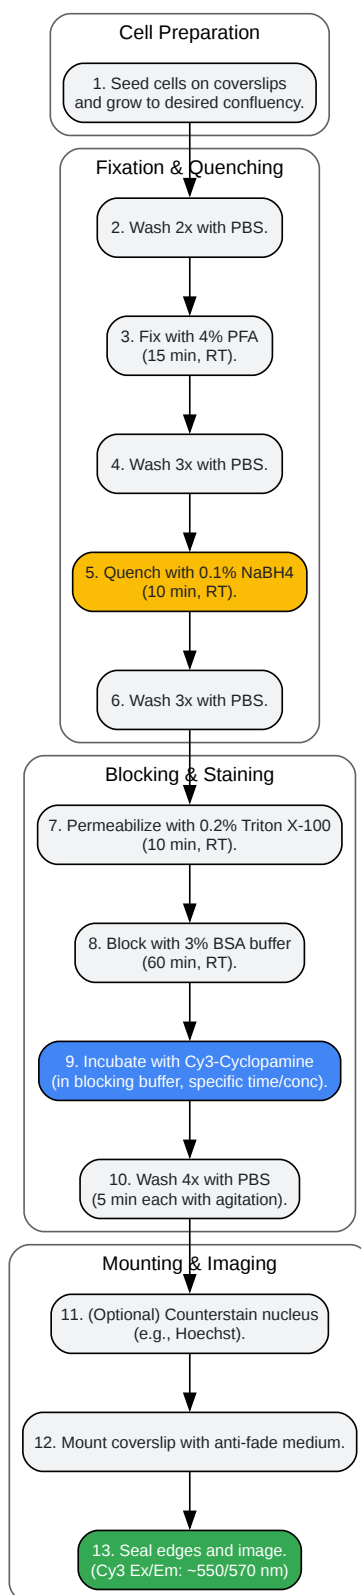 Cell Preparation
1. Seed cells on coverslips
and grow to desired confluency.
Fixation & Quenching
2. Wash 2x with PBS.
3. Fix with 4% PFA
(15 min, RT).
4. Wash 3x with PBS.
5. Quench with 0.1% NaBH4
(10 min, RT).
6. Wash 3x with PBS.
Blocking & Staining
7. Permeabilize with 0.2% Triton X-100
(10 min, RT).
8. Block with 3% BSA buffer
(60 min, RT).
9. Incubate with Cy3-Cyclopamine
(in blocking buffer, specific time/conc).
10. Wash 4x with PBS
(5 min each with agitation).
Mounting & Imaging
11. (Optional) Counterstain nucleus
(e.g., Hoechst).
12. Mount coverslip with anti-fade medium.
13. Seal edges and image.
(Cy3 Ex/Em: ~550/570 nm)